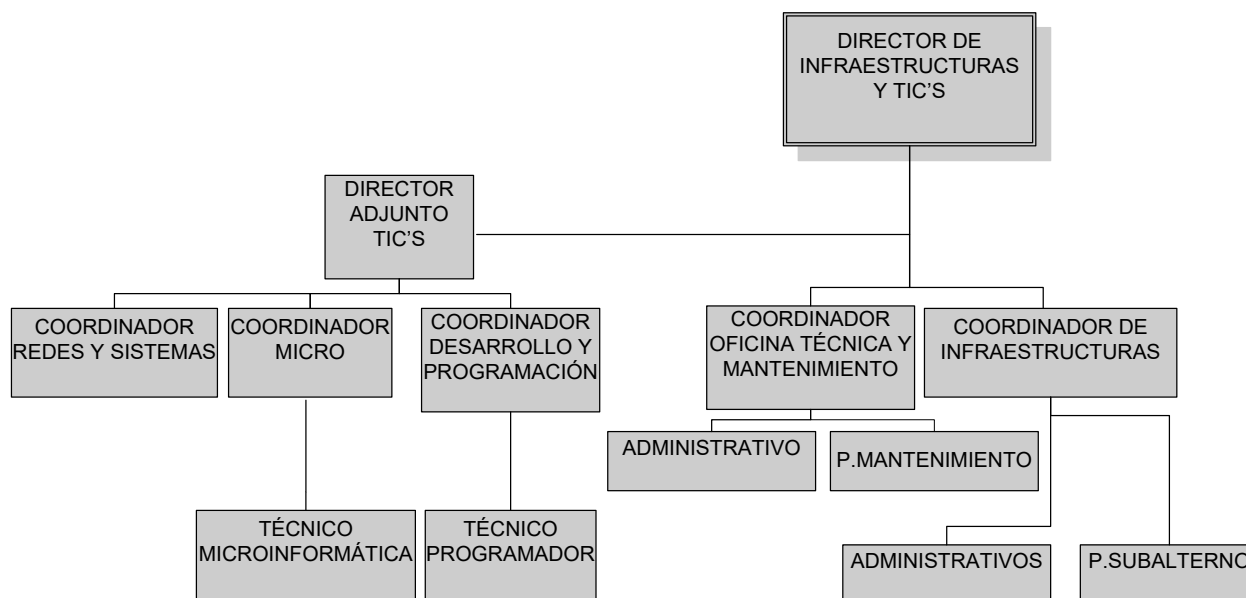 DIRECTOR DE
INFRAESTRUCTURAS
Y TIC'S
DIRECTOR
ADJUNTO
TIC'S
COORDINADOR
REDES Y SISTEMAS
COORDINADOR
MICRO
COORDINADOR
DESARROLLO Y
PROGRAMACIÓN
COORDINADOR
OFICINA TÉCNICA Y
MANTENIMIENTO
COORDINADOR DE
INFRAESTRUCTURAS
ADMINISTRATIVO
P.MANTENIMIENTO
TÉCNICO
MICROINFORMÁTICA
TÉCNICO
PROGRAMADOR
ADMINISTRATIVOS
P.SUBALTERNO